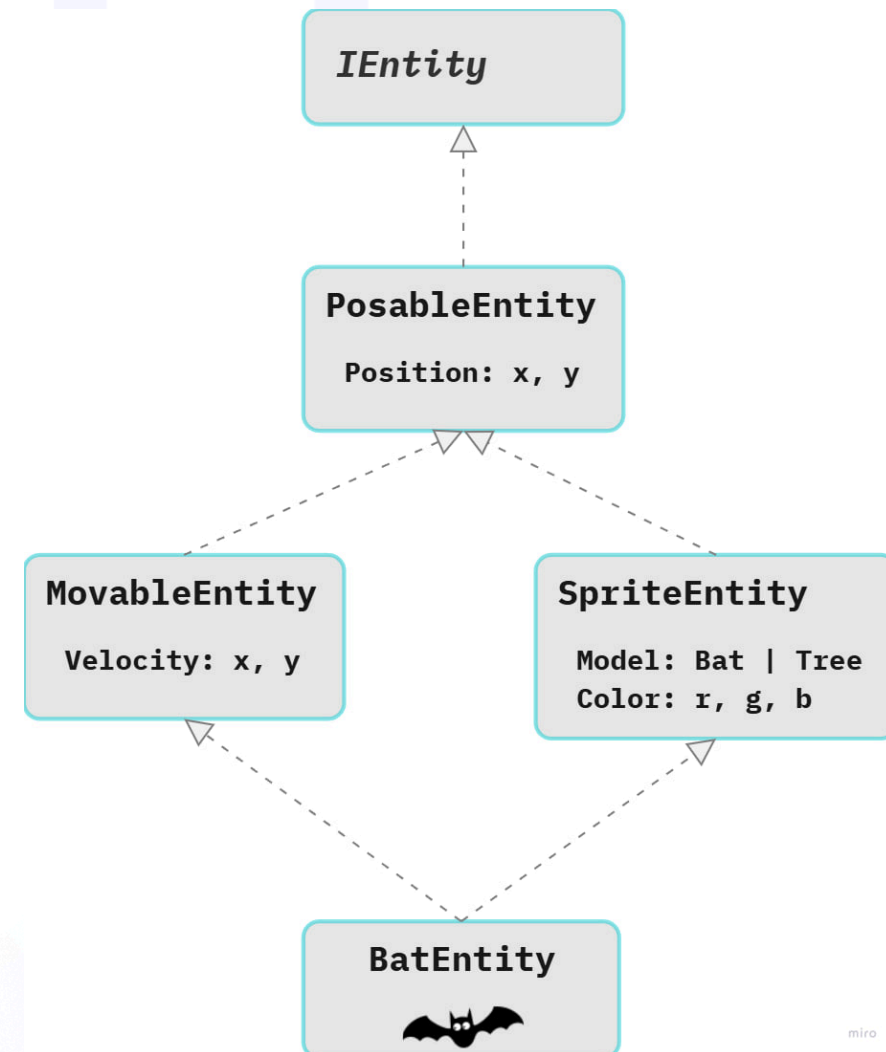 IEntity
PosableEntity
Position: x, y
MovableEntity
Velocity: x, y
SpriteEntity
Model: Bat | Tree
Color: r, g, b
BatEntity
miro